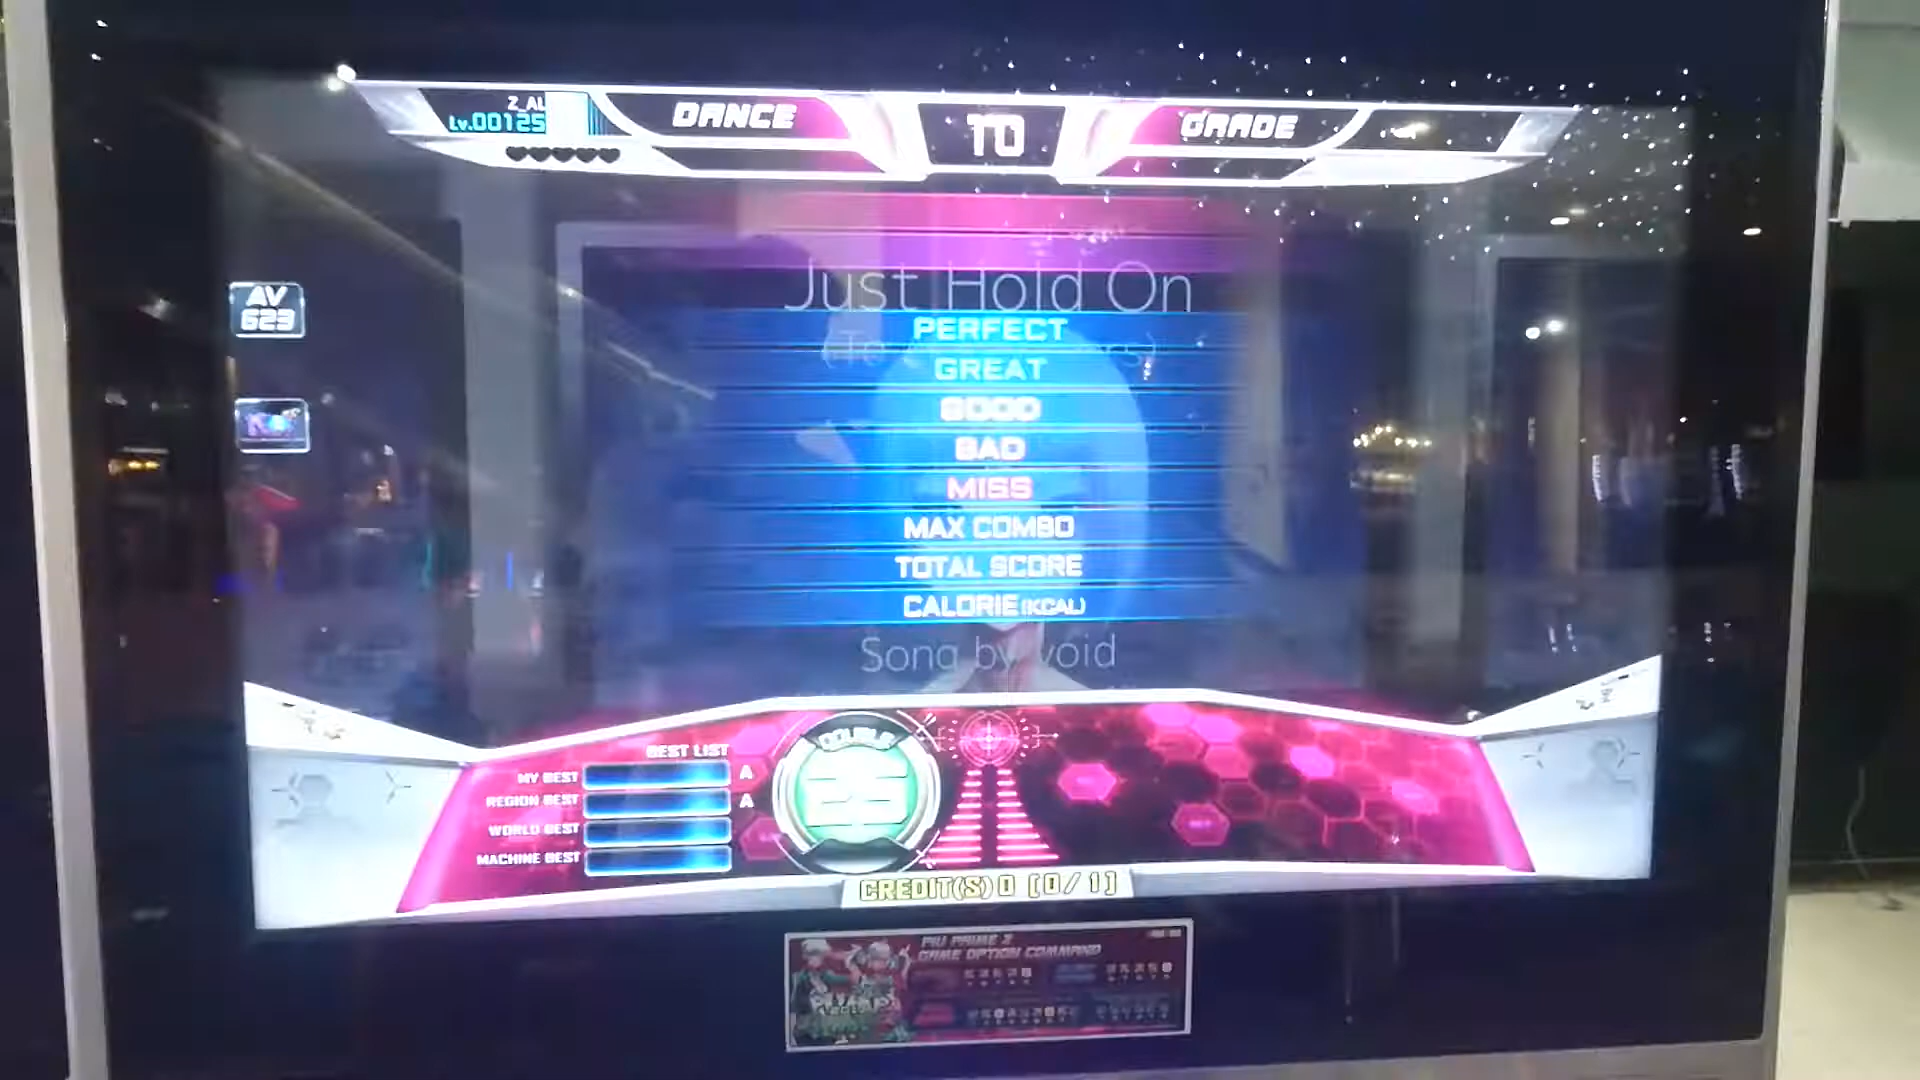 Z_AL
Lv.00125
DANCE
TO
GRADE
AV
623
Just Hold On
PERFECT
GREAT
GOOD
BAD
MISS
MAX COMBO
TOTAL SCORE
CALORIE(KCAL)
Song by void
BEST LIST
MY BEST A
REGION BEST A
WORLD BEST
MACHINE BEST
DOUBLE
CREDIT(S) 0 [0/1]
PIU PRIME 2
GAME OPTION COMMAND